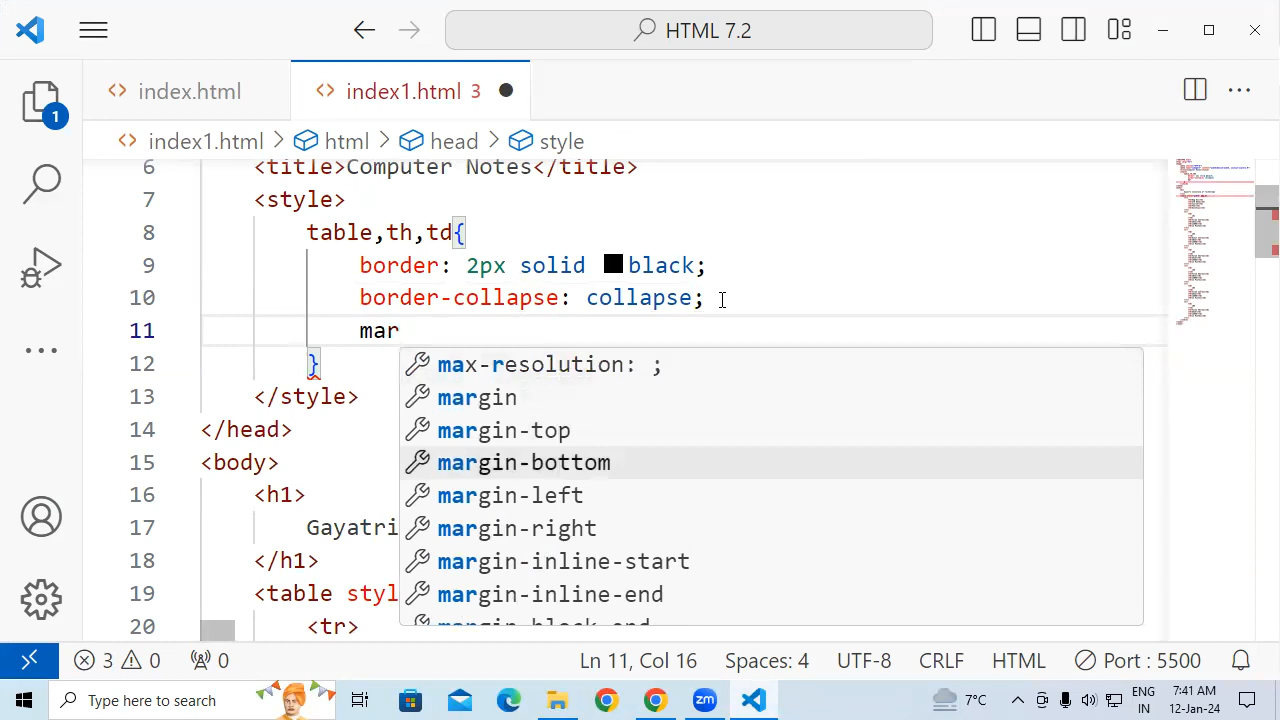 HTML 7.2
index.html
index1.html 3
index1.html > html > head > style
6 <title>Computer Notes</title>
7 <style>
8 table,th,td{
9 border: 2px solid black;
10 border-collapse: collapse;
11 mar
12 }
max-resolution: ;
13 </style>
margin
14 </head>
margin-top
15 <body>
margin-bottom
16 <h1>
margin-left
17 Gayatri
margin-right
18 </h1>
margin-inline-start
19 <table styl
margin-inline-end
20 <tr>
margin-block-end
1
3 0 0 Ln 11, Col 16 Spaces: 4 UTF-8 CRLF HTML Port : 5500
Type here to search
zm
7°C
ENG
IN
7:41 AM
12-Jan-24